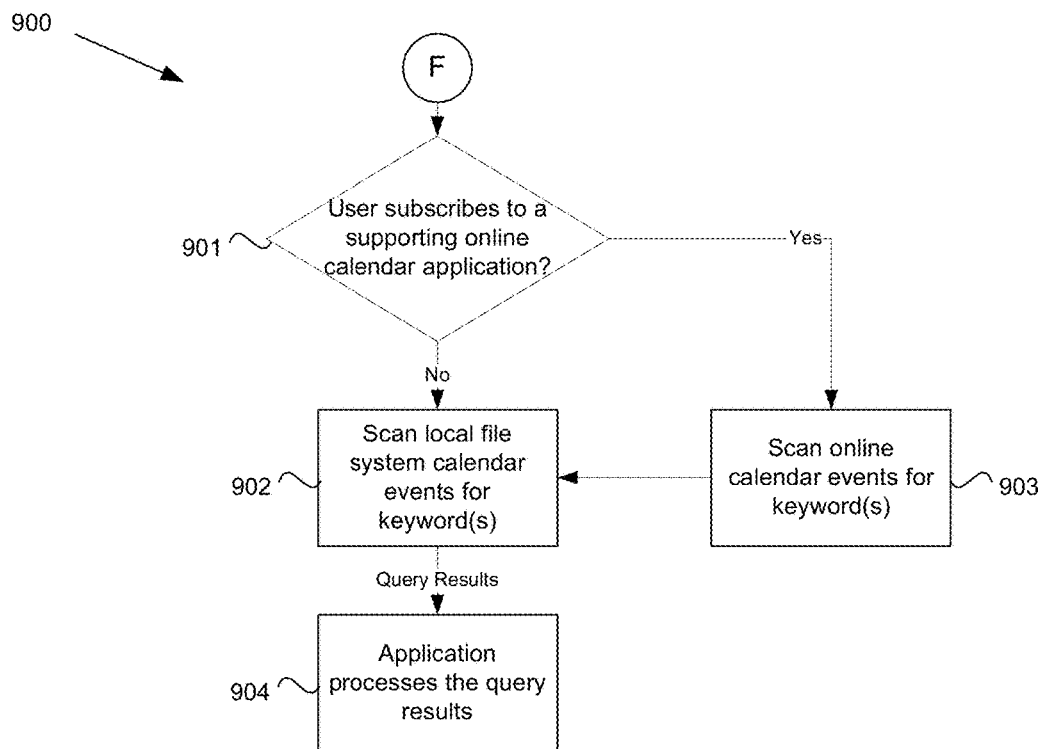 900
F
User subscribes to a
supporting online
calendar application?
901
Yes
No
Scan local file
system calendar
events for
keyword(s)
902
Scan online
calendar events for
keyword(s)
903
Query Results
Application
processes the query
results
904